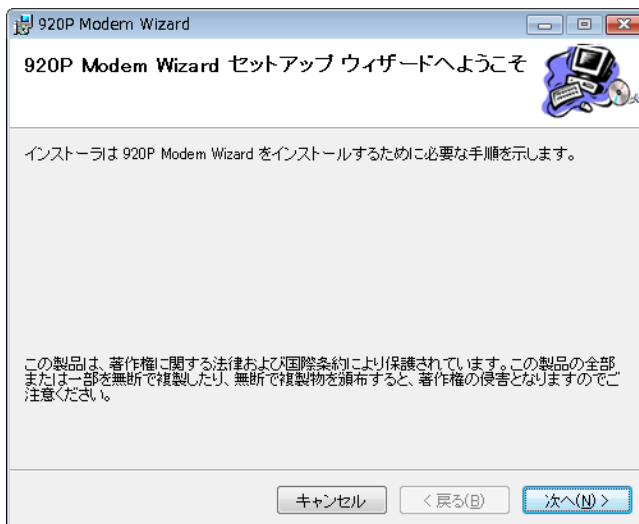 920P Modem Wizard
920P Modem Wizard セットアップ ウィザードへようこそ
インストーラは 920P Modem Wizard をインストールするために必要な手順を示します。
この製品は、著作権に関する法律および国際条約により保護されています。この製品の全部
または一部を無断で複製したり、無断で複製物を頒布すると、著作権の侵害となりますのでご
注意ください。
キャンセル
< 戻る(B)
次へ(N) >